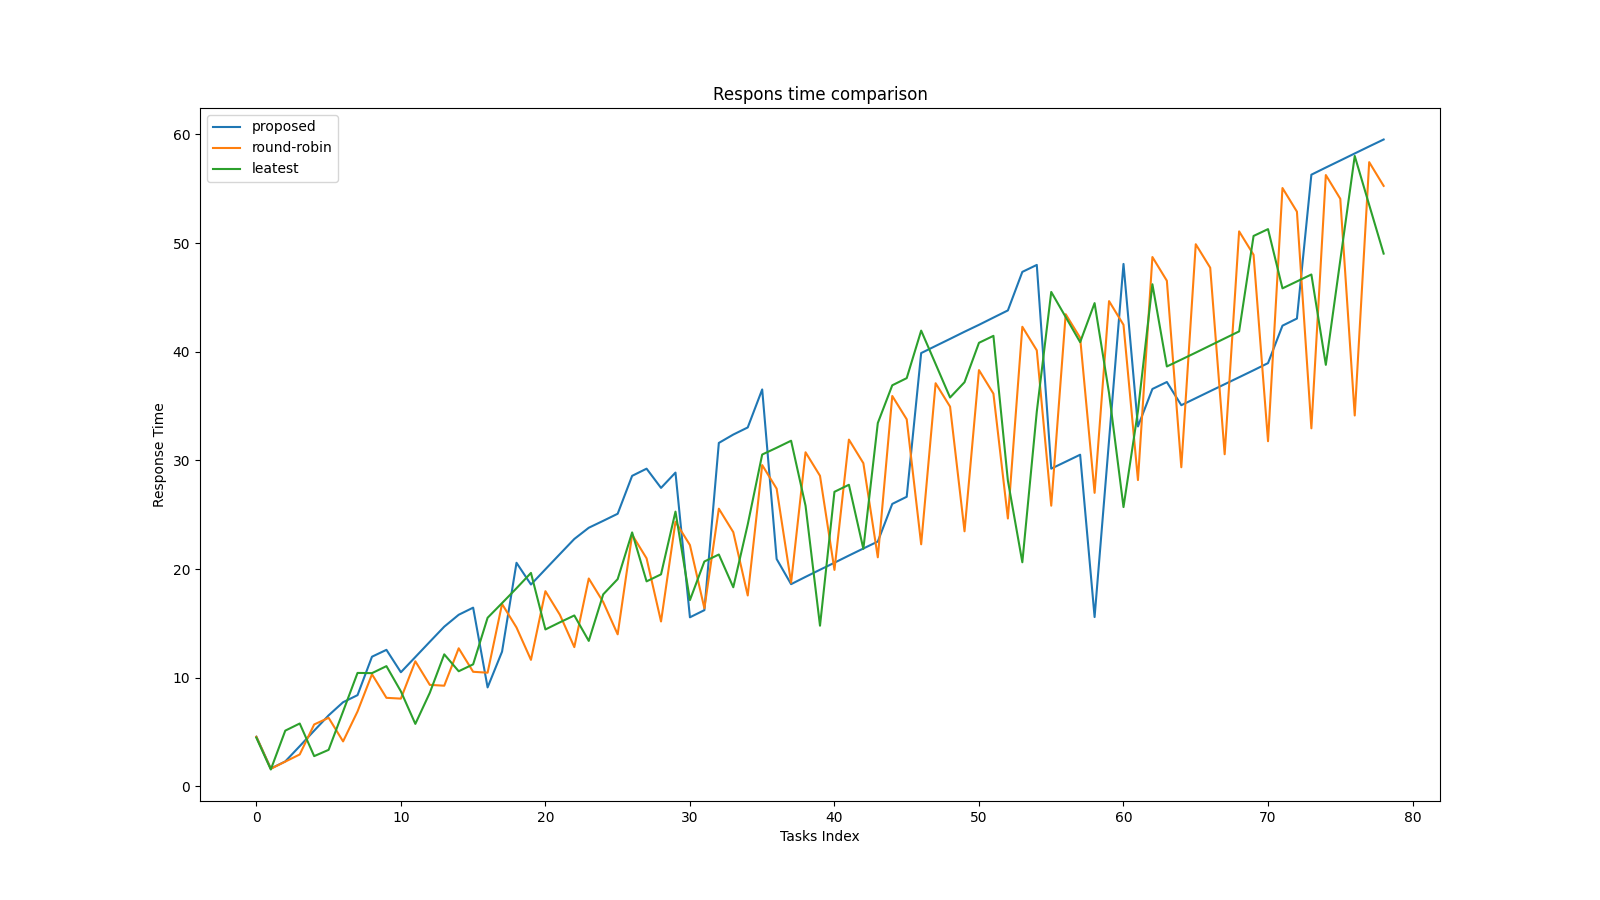 Respons time comparison
proposed
round-robin
leatest
60
50
40
30
20
10
0
Response Time
0 10 20 30 40 50 60 70 80
Tasks Index